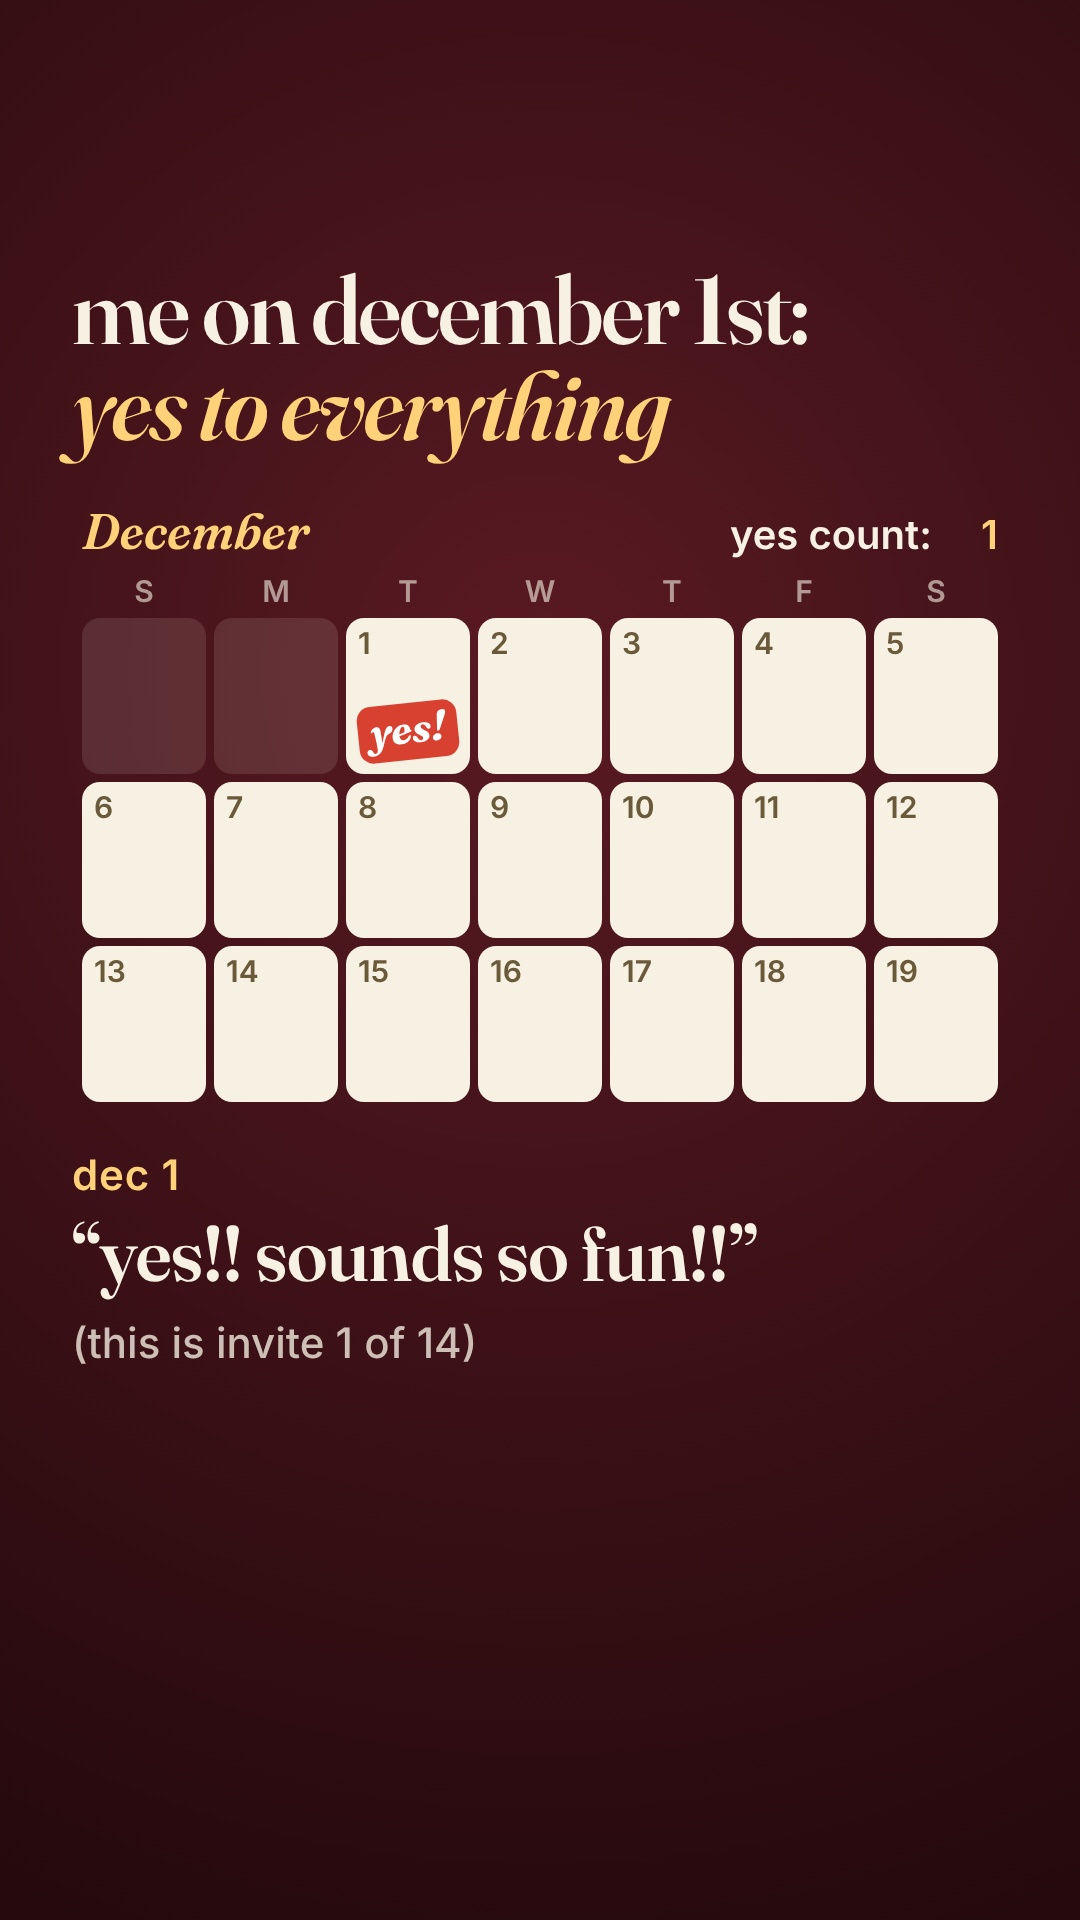 me on december 1st:
yes to everything
December yes count: 1
S M T W T F S
1 2 3 4 5
yes!
6 7 8 9 10 11 12
13 14 15 16 17 18 19
dec 1
“yes!! sounds so fun!!”
(this is invite 1 of 14)